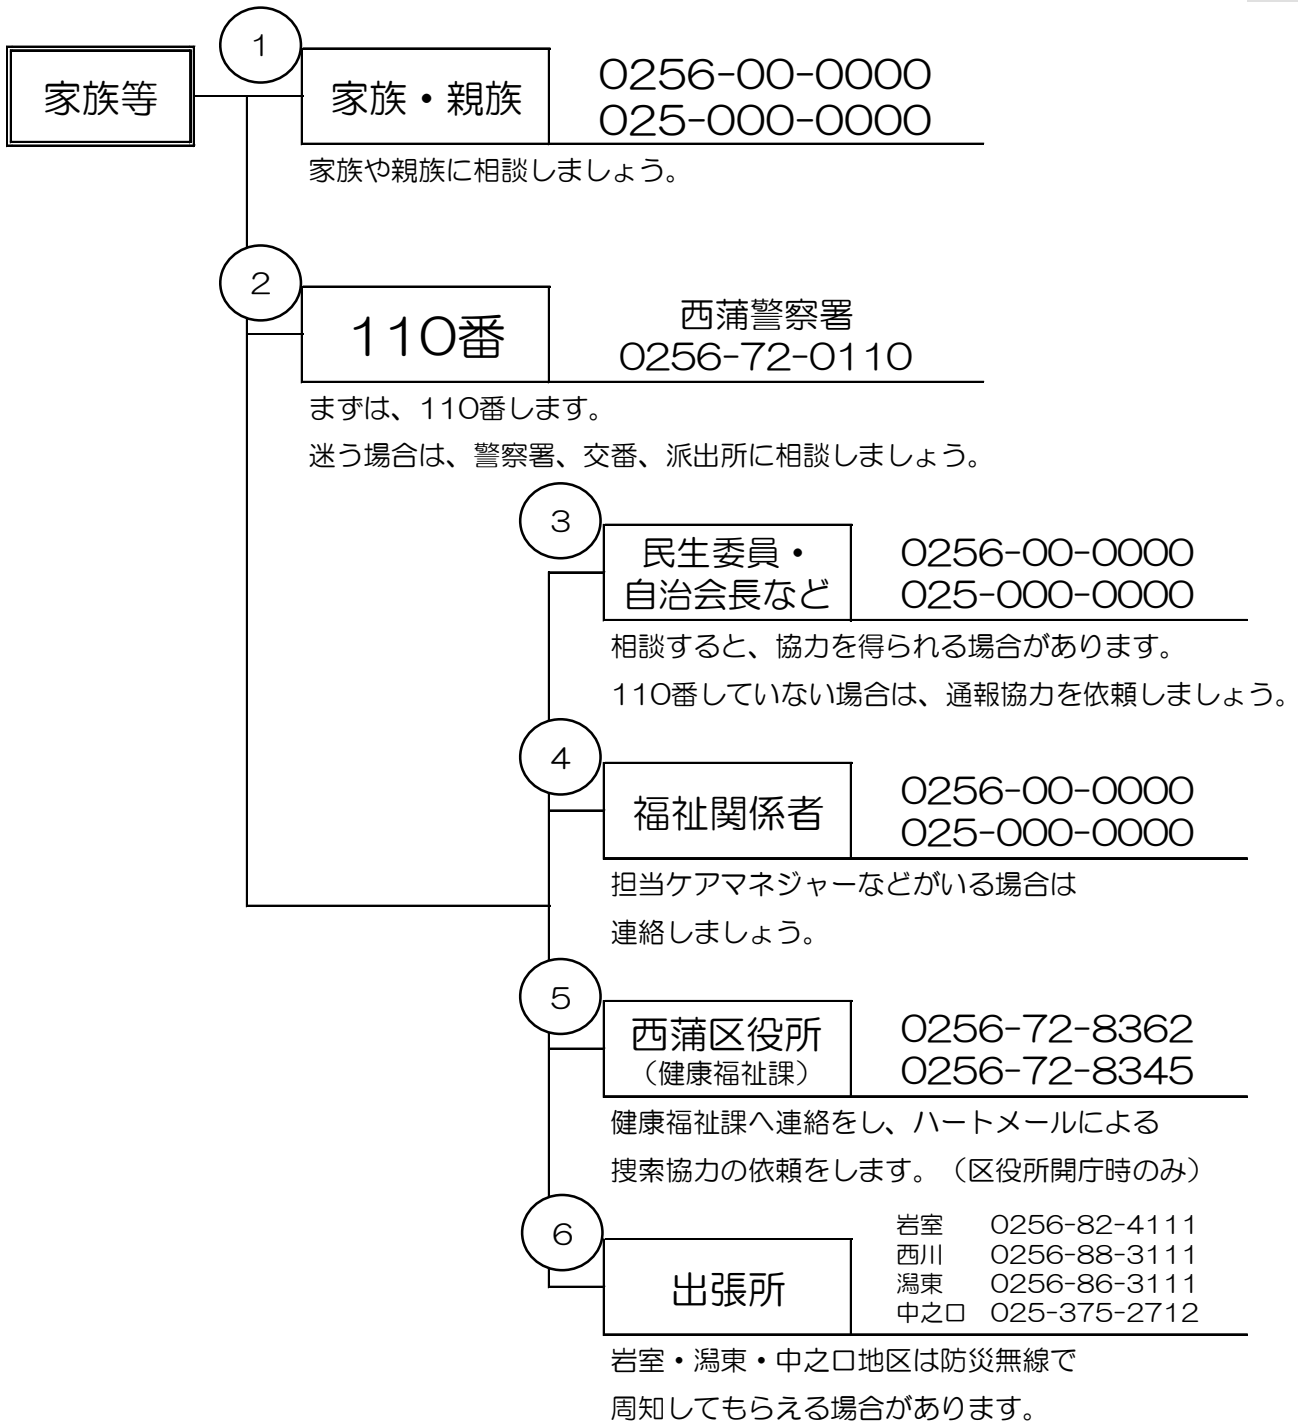 家族等
1
家族・親族
0256-00-0000
025-000-0000
家族や親族に相談しましょう。
2
110番
西蒲警察署
0256-72-0110
まずは、110番します。
迷う場合は、警察署、交番、派出所に相談しましょう。
3
民生委員・
自治会長など
0256-00-0000
025-000-0000
相談すると、協力を得られる場合があります。
110番していない場合は、通報協力を依頼しましょう。
4
福祉関係者
0256-00-0000
025-000-0000
担当ケアマネジャーなどがいる場合は
連絡しましょう。
5
西蒲区役所
（健康福祉課）
0256-72-8362
0256-72-8345
健康福祉課へ連絡をし、ハートメールによる
捜索協力の依頼をします。（区役所開庁時のみ）
6
出張所
岩室 0256-82-4111
西川 0256-88-3111
潟東 0256-86-3111
中之口 025-375-2712
岩室・潟東・中之口地区は防災無線で
周知してもらえる場合があります。